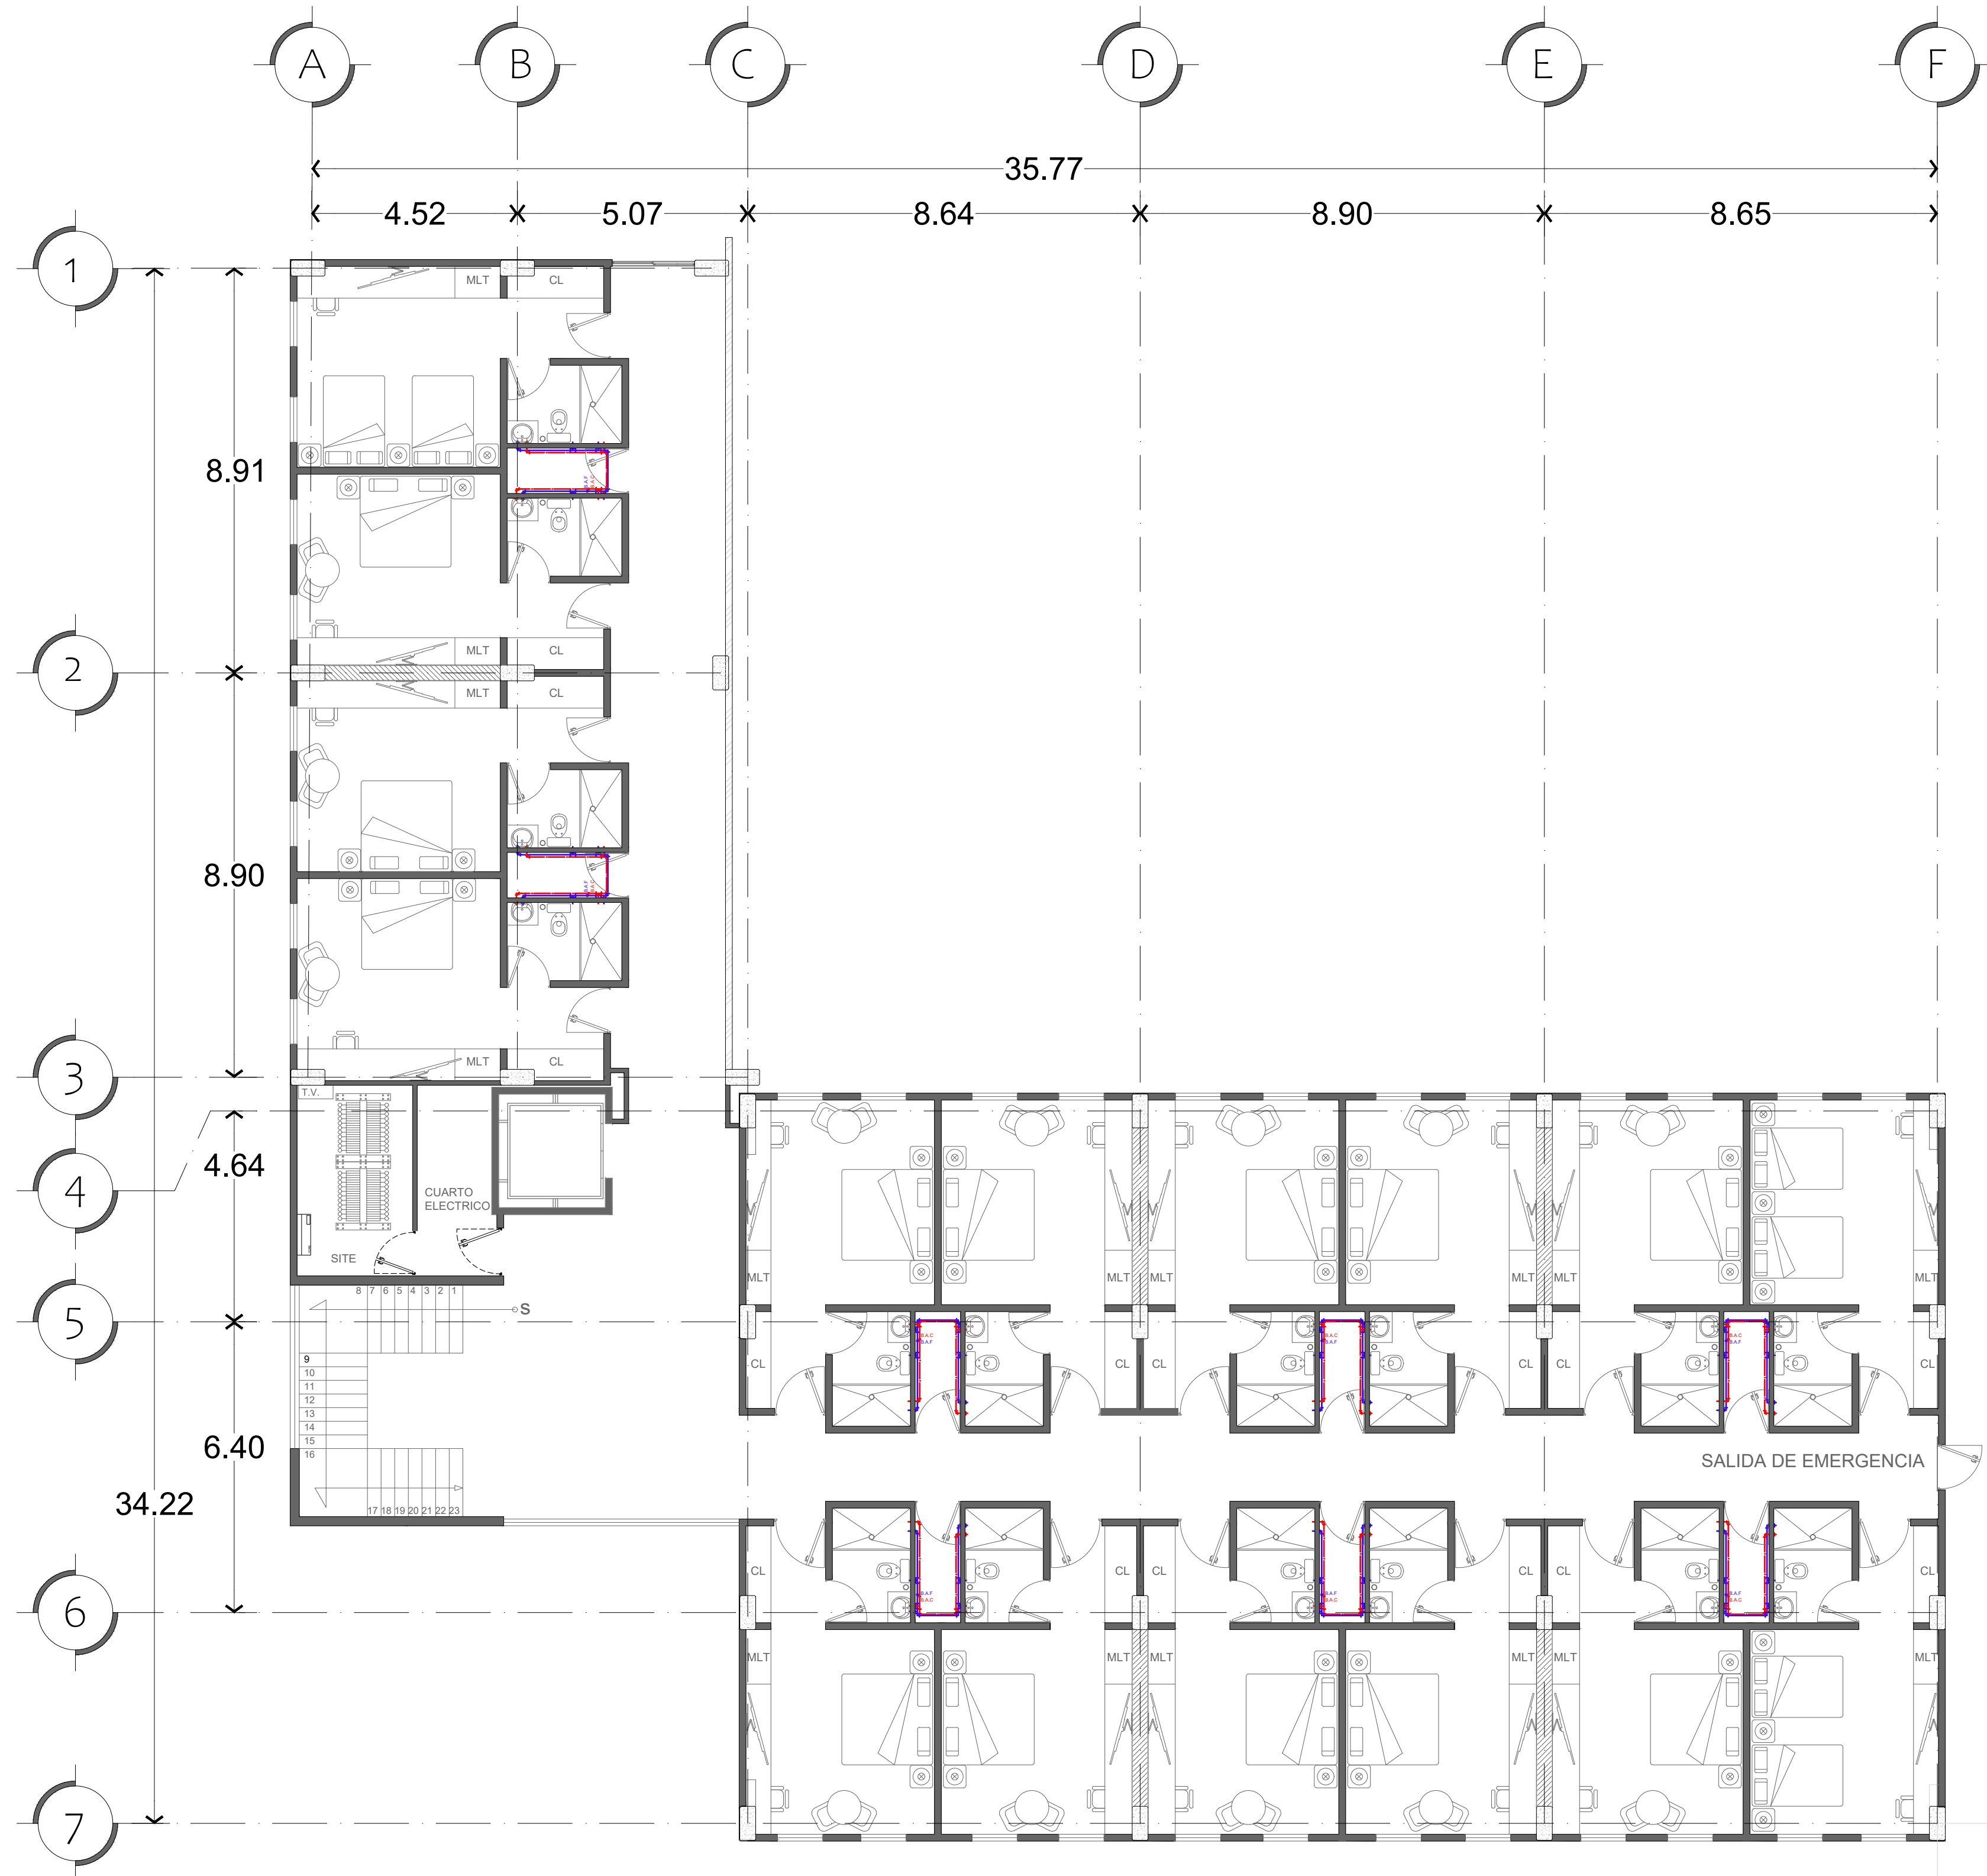 A B C D E F
35.77
4.52 5.07 8.64 8.90 8.65
1
MLT CL
8.91
B.A.F
B.A.C
MLT CL
2
MLT CL
8.90
B.A.F
B.A.C
MLT CL
3
T.V.
4
4.64
CUARTO
ELECTRICO
SITE
MLT MLT MLT MLT MLT MLT
8 7 6 5 4 3 2 1
S
5
B.A.C B.A.C B.A.C
B.A.F B.A.F B.A.F
9
CL CL CL CL CL CL
10
11
12
13
14
15
16
6.40
SALIDA DE EMERGENCIA
34.22
17 18 19 20 21 22 23
CL CL CL CL CL CL
B.A.F B.A.F B.A.F
B.A.C B.A.C B.A.C
6
MLT MLT MLT MLT MLT MLT
7